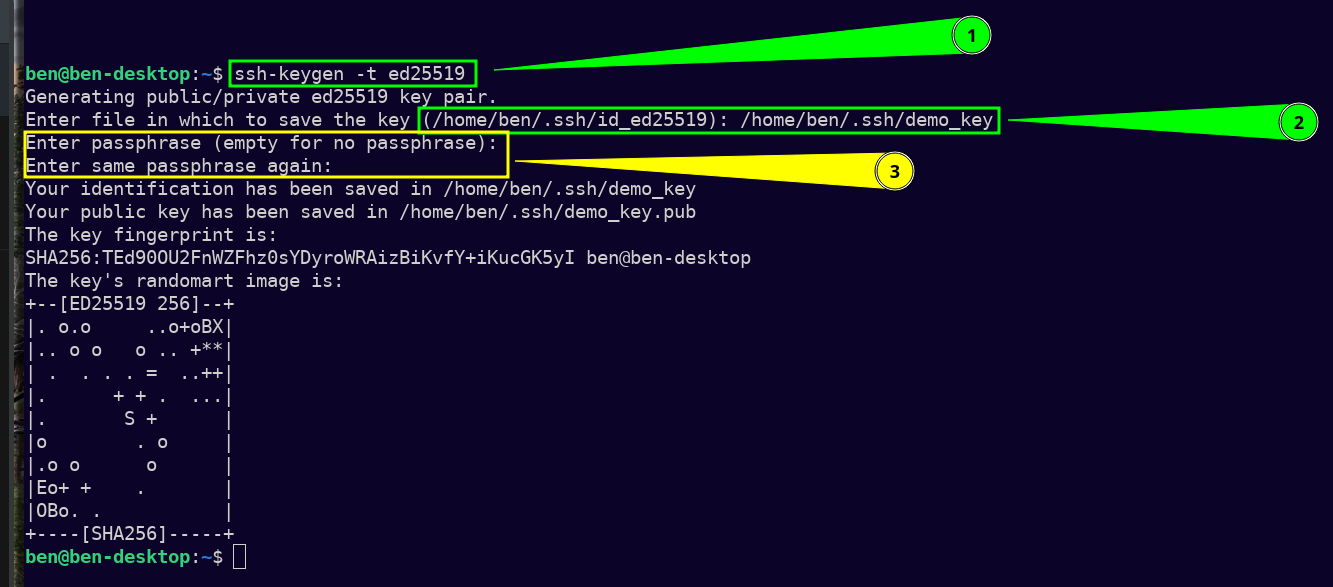 1
ben@ben-desktop:~$ ssh-keygen -t ed25519
Generating public/private ed25519 key pair.
Enter file in which to save the key (/home/ben/.ssh/id_ed25519): /home/ben/.ssh/demo_key
2
Enter passphrase (empty for no passphrase):
Enter same passphrase again:
3
Your identification has been saved in /home/ben/.ssh/demo_key
Your public key has been saved in /home/ben/.ssh/demo_key.pub
The key fingerprint is:
SHA256:TEd90OU2FnWZFhz0sYDyroWRAizBiKvfY+iKucGK5yI ben@ben-desktop
The key's randomart image is:
+--[ED25519 256]--+
|. o.o     ..o+oBX|
|.. o o   o .. +**|
| .  . . . =  ..++|
|.      + + .  ...|
|.       S +      |
|o        . o     |
|.o o      o      |
|Eo+ +    .       |
|OBo. .           |
+----[SHA256]-----+
ben@ben-desktop:~$